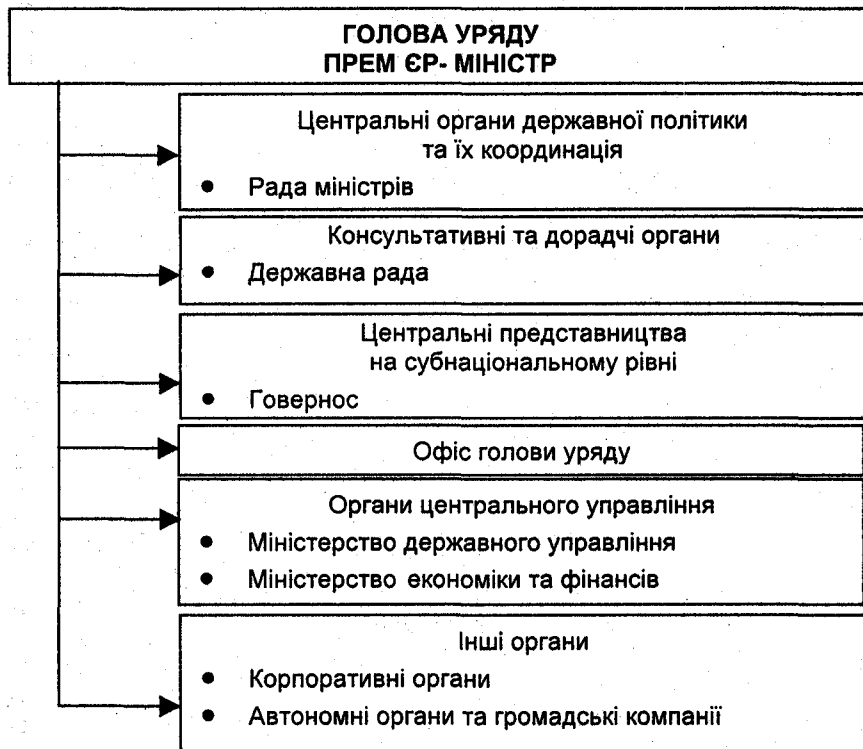 ГОЛОВА УРЯДУ
ПРЕМ ЄР- МІНІСТР
Центральні органи державної політики
та їх координація
● Рада міністрів
Консультативні та дорадчі органи
● Державна рада
Центральні представництва
на субнаціональному рівні
● Говернос
Офіс голови уряду
Органи центрального управління
● Міністерство державного управління
● Міністерство економіки та фінансів
Інші органи
● Корпоративні органи
● Автономні органи та громадські компанії